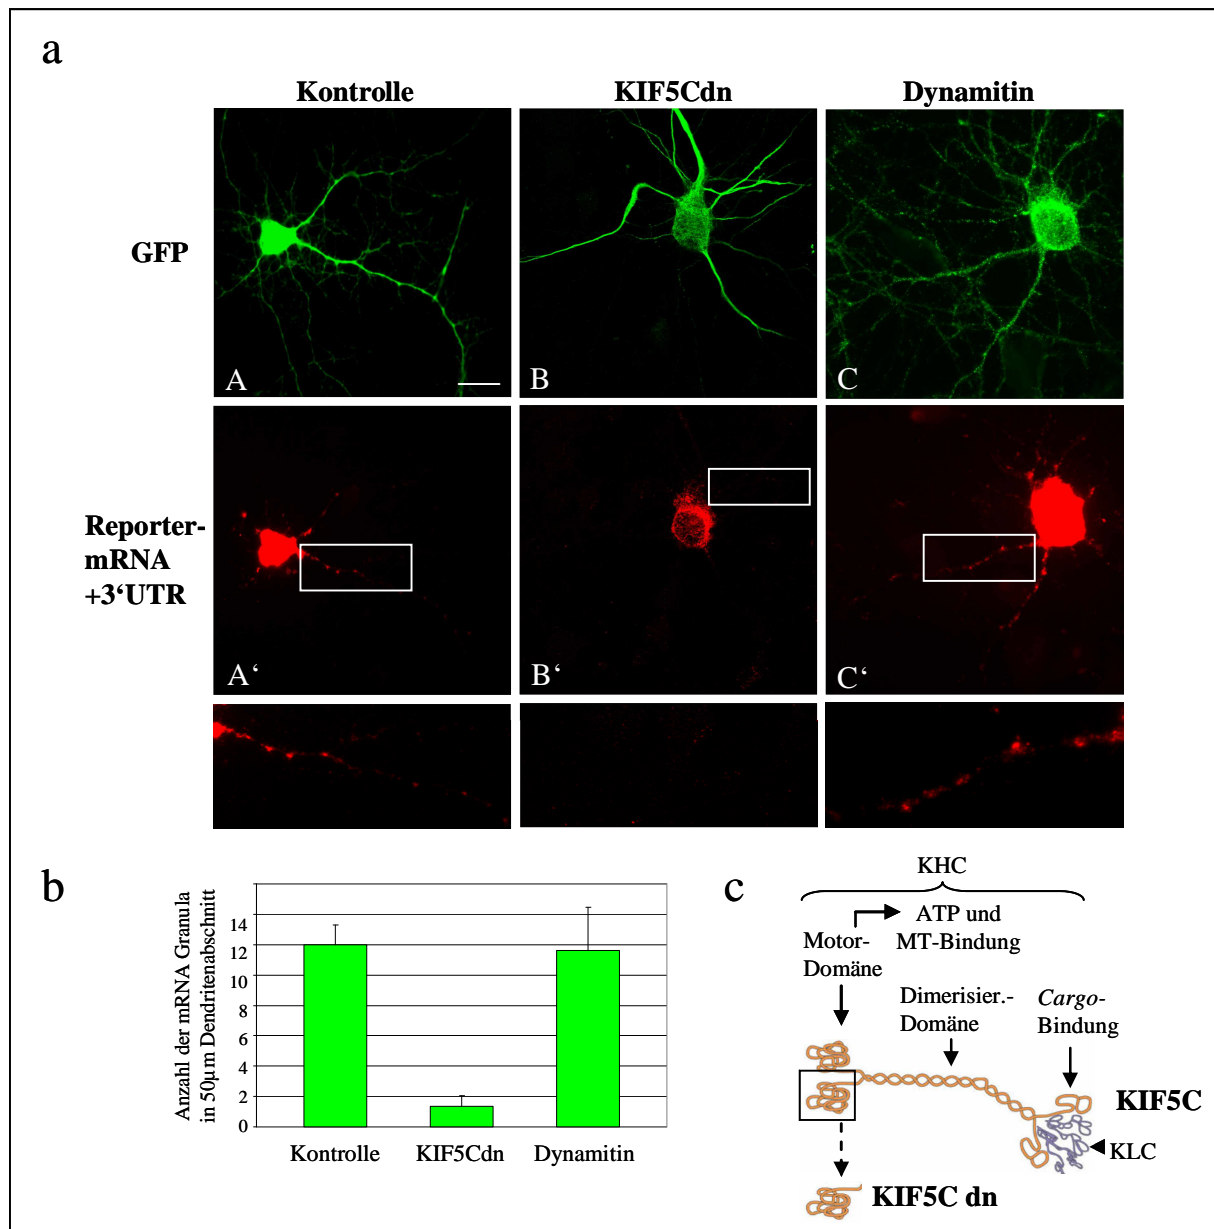 a
Kontrolle
KIF5Cdn
Dynamitin
GFP
A
B
C
Reporter-
mRNA
+3‘UTR
A‘
B‘
C‘
b
Anzahl der mRNA Granula
in 50µm Dendritenabschnitt
14
12
10
8
6
4
2
0
Kontrolle
KIF5Cdn
Dynamitin
c
KHC
ATP und
MT-Bindung
Motor-
Domäne
Dimerisier.-
Domäne
Cargo-
Bindung
KIF5C
KLC
KIF5C dn